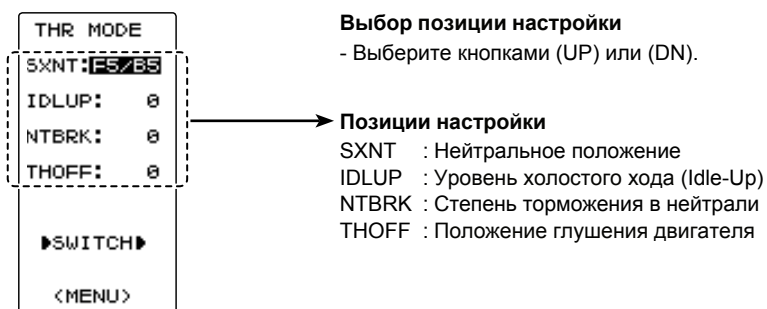 THR MODE
SXNT:F5/B5
IDLUP: 0
NTBRK: 0
THOFF: 0
▶SWITCH▶
<MENU>
Выбор позиции настройки
- Выберите кнопками (UP) или (DN).
Позиции настройки
SXNT : Нейтральное положение
IDLUP : Уровень холостого хода (Idle-Up)
NTBRK : Степень торможения в нейтрали
THOFF : Положение глушения двигателя